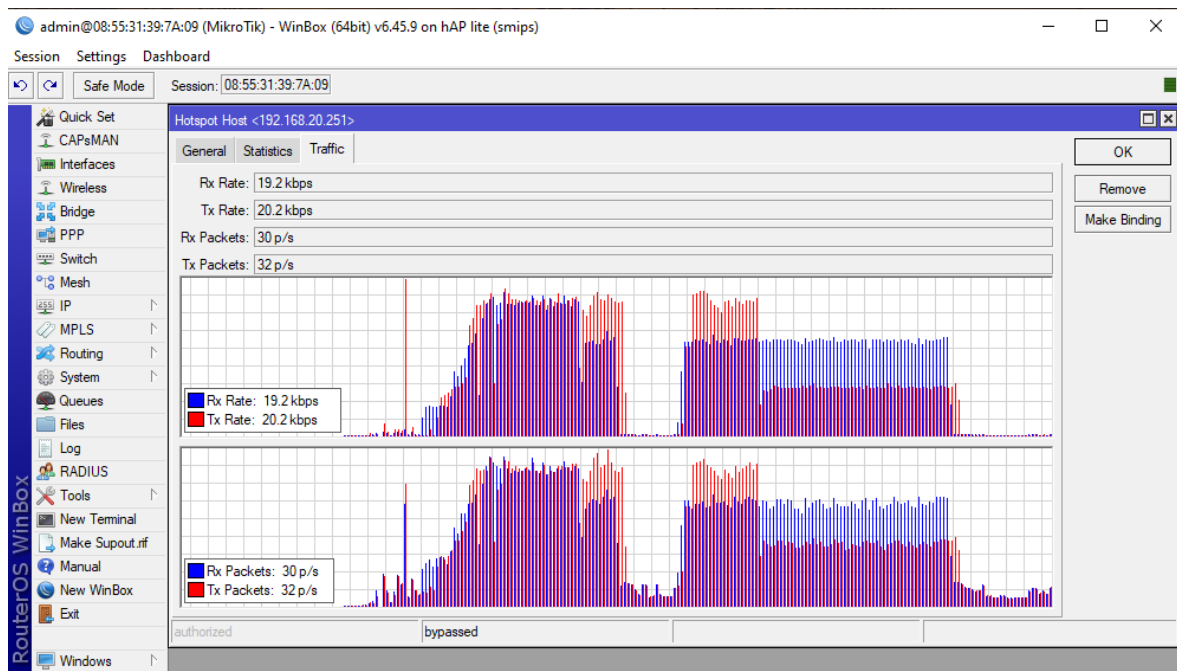 admin@08:55:31:39:7A:09 (MikroTik) - WinBox (64bit) v6.45.9 on hAP lite (smips)
Session Settings Dashboard
Safe Mode Session: 08:55:31:39:7A:09
Quick Set
CAPsMAN
Interfaces
Wireless
Bridge
PPP
Switch
Mesh
255 IP
MPLS
Routing
System
Queues
Files
Log
RADIUS
Tools
New Terminal
Make Supout.rif
Manual
New WinBox
Exit
Windows
RouterOS WinBox
Hotspot Host <192.168.20.251>
General Statistics Traffic
Rx Rate: 19.2 kbps
Tx Rate: 20.2 kbps
Rx Packets: 30 p/s
Tx Packets: 32 p/s
Rx Rate: 19.2 kbps
Tx Rate: 20.2 kbps
Rx Packets: 30 p/s
Tx Packets: 32 p/s
authorized bypassed
OK
Remove
Make Binding